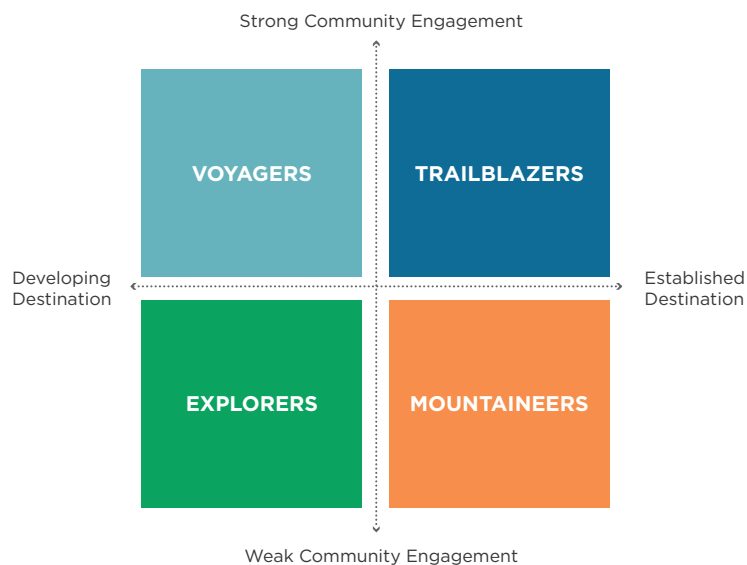 Strong Community Engagement
VOYAGERS
TRAILBLAZERS
Developing
Destination
Established
Destination
EXPLORERS
MOUNTAINEERS
Weak Community Engagement